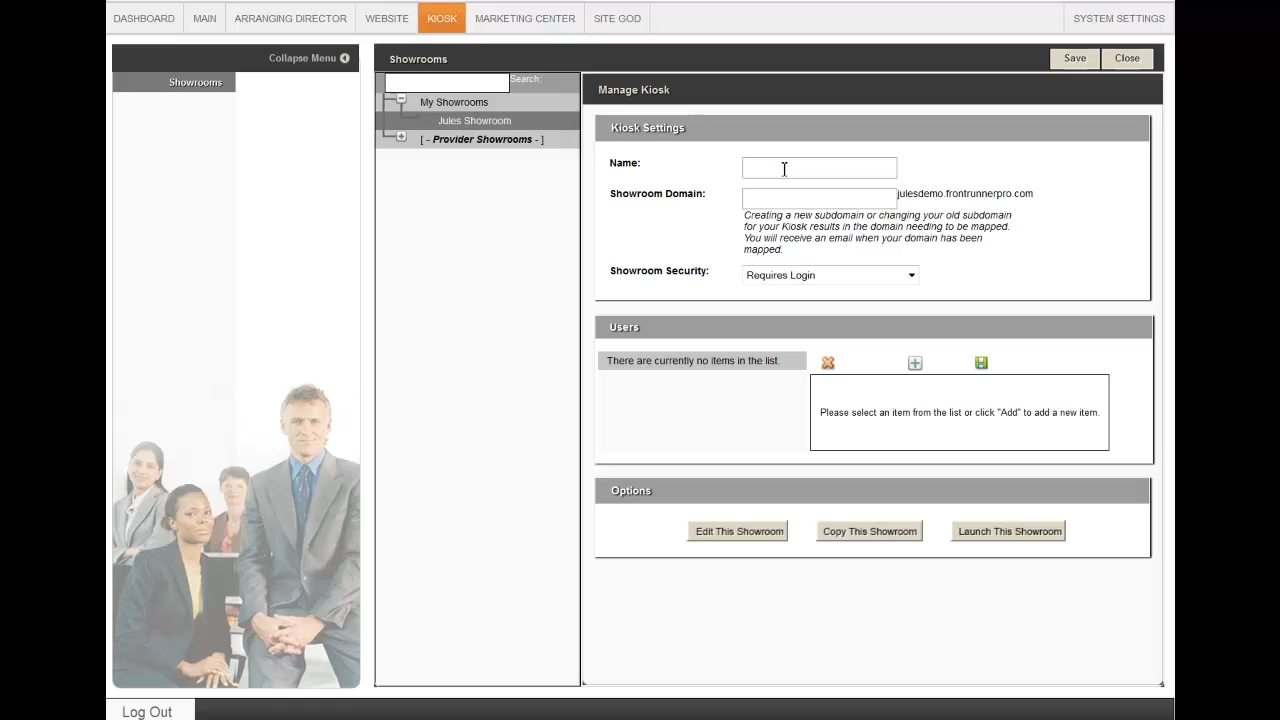 DASHBOARD
MAIN
ARRANGING DIRECTOR
WEBSITE
KIOSK
MARKETING CENTER
SITE GOD
SYSTEM SETTINGS
Collapse Menu
Showrooms
Showrooms
Save
Close
Search:
My Showrooms
Jules Showroom
[ - Provider Showrooms - ]
Manage Kiosk
Kiosk Settings
Name:
Showroom Domain:
julesdemo.frontrunnerpro.com
Creating a new subdomain or changing your old subdomain
for your Kiosk results in the domain needing to be mapped.
You will receive an email when your domain has been
mapped.
Showroom Security:
Requires Login
Users
There are currently no items in the list.
Please select an item from the list or click "Add" to add a new item.
Options
Edit This Showroom
Copy This Showroom
Launch This Showroom
Log Out